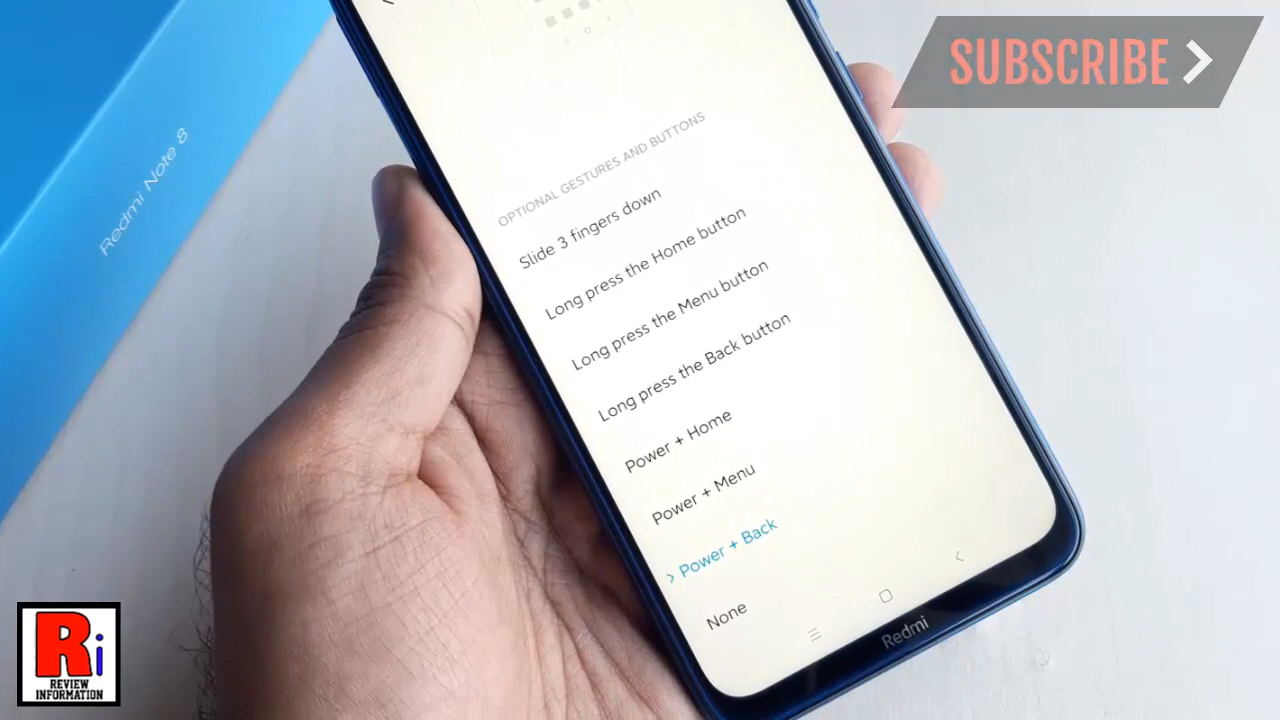 SUBSCRIBE
Redmi Note 8
OPTIONAL GESTURES AND BUTTONS
Slide 3 fingers down
Long press the Home button
Long press the Menu button
Long press the Back button
Power + Home
Power + Menu
> Power + Back
None
Redmi
Ri
REVIEW
INFORMATION